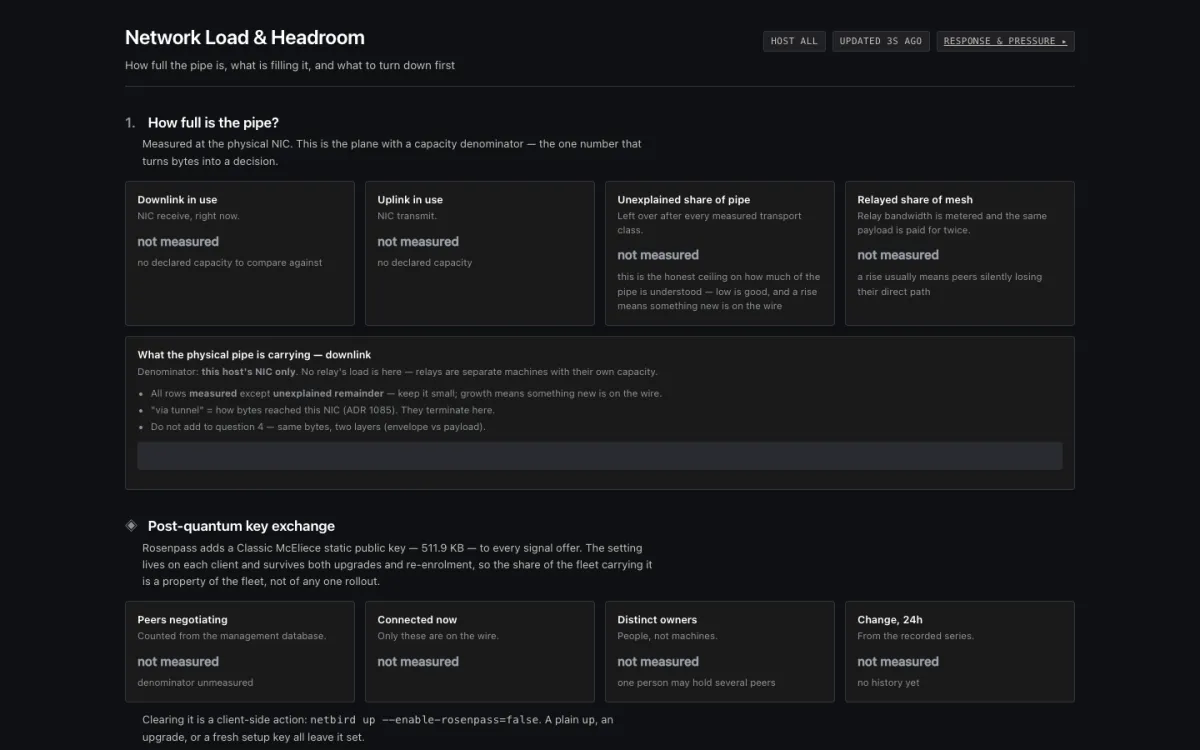 Network Load & Headroom
HOST ALL
UPDATED 3S AGO
RESPONSE & PRESSURE ▸
How full the pipe is, what is filling it, and what to turn down first
1. How full is the pipe?
Measured at the physical NIC. This is the plane with a capacity denominator — the one number that
turns bytes into a decision.
Downlink in use
NIC receive, right now.
not measured
no declared capacity to compare against
Uplink in use
NIC transmit.
not measured
no declared capacity
Unexplained share of pipe
Left over after every measured transport
class.
not measured
this is the honest ceiling on how much of the
pipe is understood — low is good, and a rise
means something new is on the wire
Relayed share of mesh
Relay bandwidth is metered and the same
payload is paid for twice.
not measured
a rise usually means peers silently losing
their direct path
What the physical pipe is carrying — downlink
Denominator: this host's NIC only. No relay's load is here — relays are separate machines with their own capacity.
• All rows measured except unexplained remainder — keep it small; growth means something new is on the wire.
• "via tunnel" = how bytes reached this NIC (ADR 1085). They terminate here.
• Do not add to question 4 — same bytes, two layers (envelope vs payload).
◈ Post-quantum key exchange
Rosenpass adds a Classic McEliece static public key — 511.9 KB — to every signal offer. The setting
lives on each client and survives both upgrades and re-enrolment, so the share of the fleet carrying it
is a property of the fleet, not of any one rollout.
Peers negotiating
Counted from the management database.
not measured
denominator unmeasured
Connected now
Only these are on the wire.
not measured
Distinct owners
People, not machines.
not measured
one person may hold several peers
Change, 24h
From the recorded series.
not measured
no history yet
Clearing it is a client-side action: netbird up --enable-rosenpass=false. A plain up, an
upgrade, or a fresh setup key all leave it set.